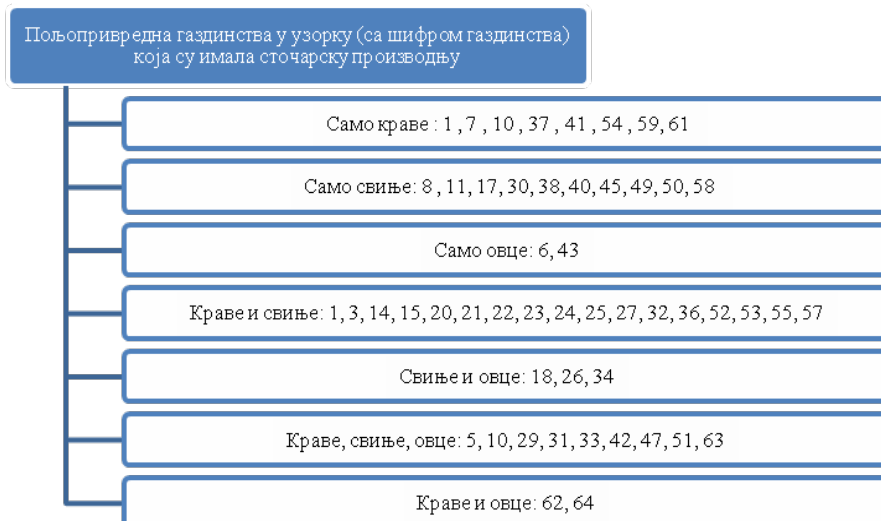 Пољопривредна газдинства у узорку (са шифром газдинства)
која су имала сточарску производњу
Само краве : 1 , 7 , 10 , 37 , 41 , 54 , 59, 61
Само свиње: 8 , 11, 17, 30, 38, 40, 45, 49, 50, 58
Само овце: 6, 43
Краве и свиње: 1, 3, 14, 15, 20, 21, 22, 23, 24, 25, 27, 32, 36, 52, 53, 55, 57
Свиње и овце: 18, 26, 34
Краве, свиње, овце: 5, 10, 29, 31, 33, 42, 47, 51, 63
Краве и овце: 62, 64